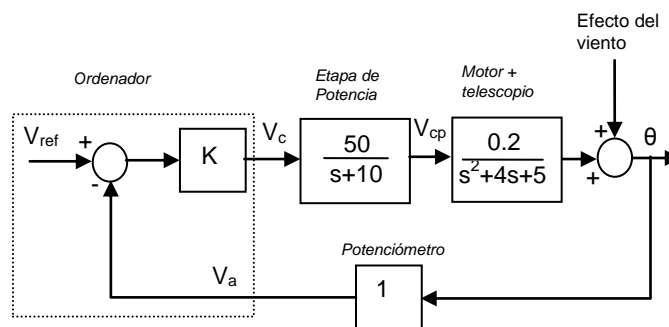 Efecto del
viento
Ordenador
Etapa de
Potencia
Motor +
telescopio
V_ref
+
-
K
V_c
50
s+10
V_cp
0.2
s²+4s+5
+
+
θ
Potenciómetro
V_a
1